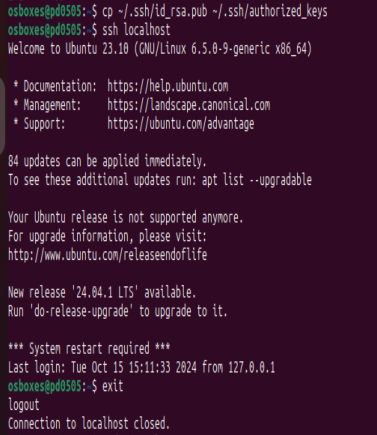 osboxes@pd0505:~$ cp ~/.ssh/id_rsa.pub ~/.ssh/authorized_keys
osboxes@pd0505:~$ ssh localhost
Welcome to Ubuntu 23.10 (GNU/Linux 6.5.0-9-generic x86_64)
* Documentation: https://help.ubuntu.com
* Management: https://landscape.canonical.com
* Support: https://ubuntu.com/advantage
84 updates can be applied immediately.
To see these additional updates run: apt list --upgradable
Your Ubuntu release is not supported anymore.
For upgrade information, please visit:
http://www.ubuntu.com/releaseendoflife
New release '24.04.1 LTS' available.
Run 'do-release-upgrade' to upgrade to it.
*** System restart required ***
Last login: Tue Oct 15 15:11:33 2024 from 127.0.0.1
osboxes@pd0505:~$ exit
logout
Connection to localhost closed.